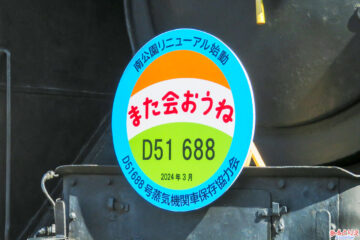 南公園リニューアル始動
また会おうね
D51 688
2024年3月
D51688号蒸気機関車保存協力会